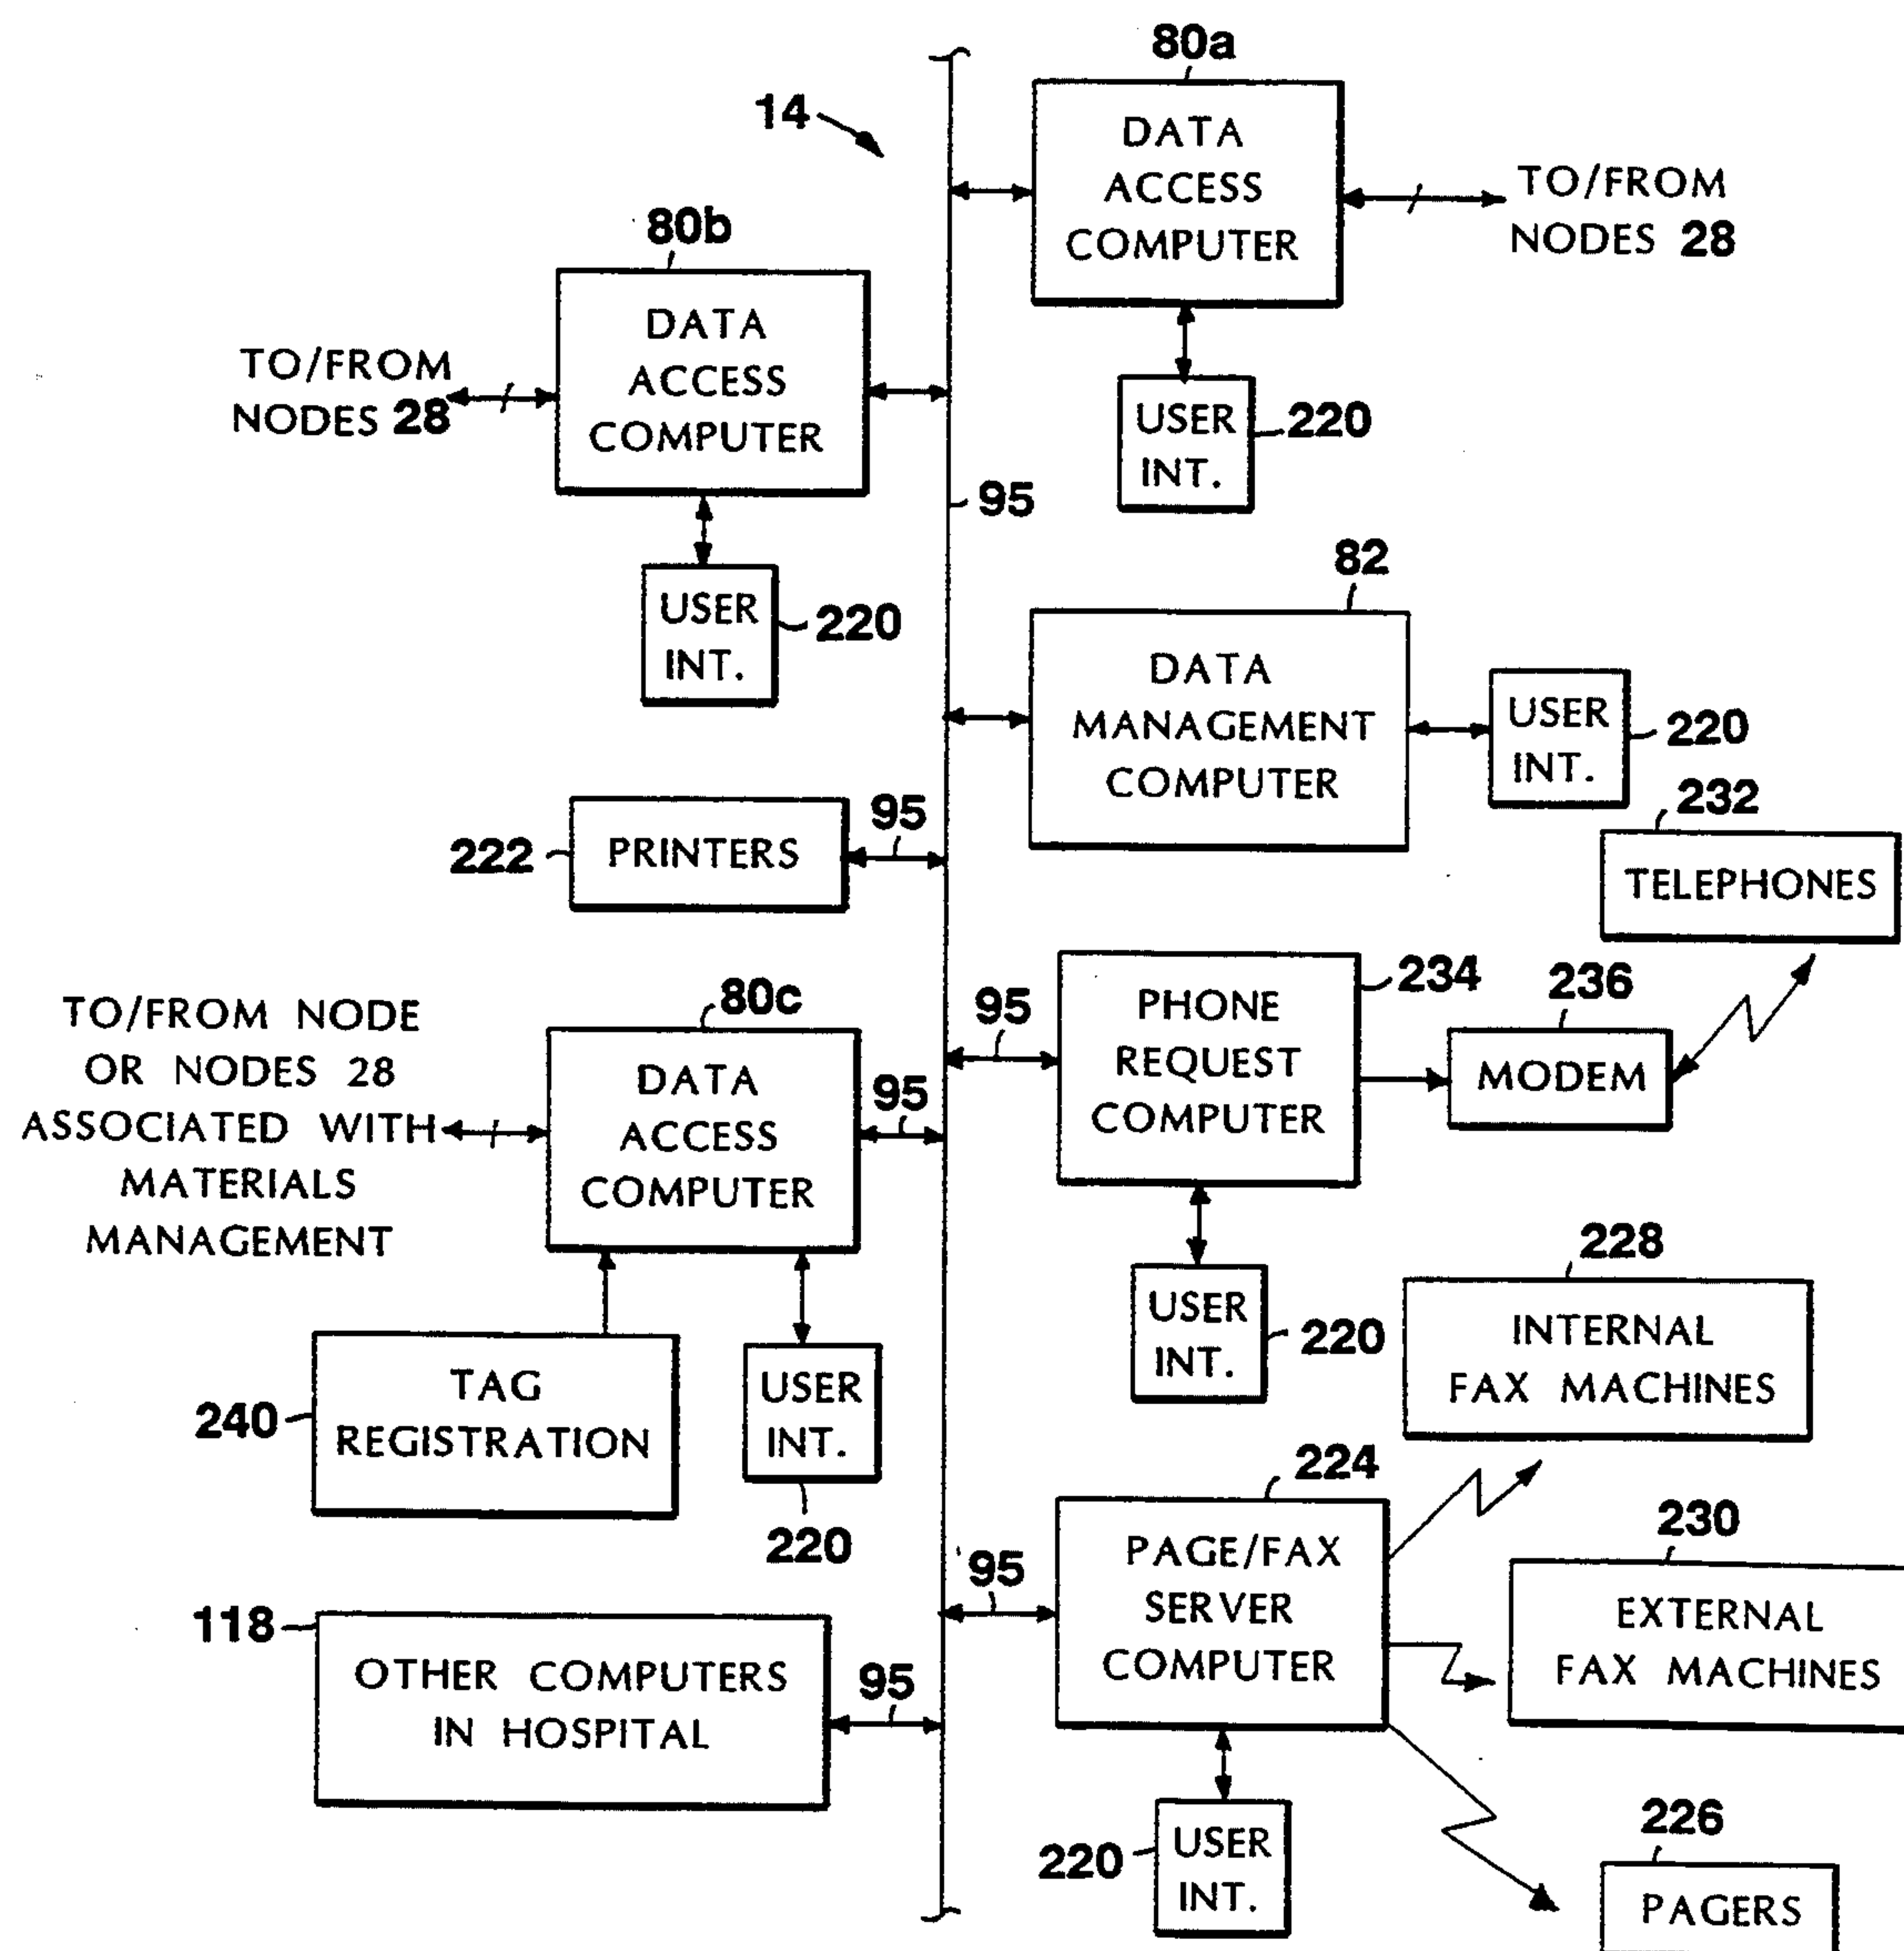 80a
14
DATA
ACCESS
COMPUTER
TO/FROM
NODES 28
80b
DATA
ACCESS
COMPUTER
TO/FROM
NODES 28
USER
INT.
220
95
USER
INT.
220
82
DATA
MANAGEMENT
COMPUTER
USER
INT.
220
222
PRINTERS
95
232
TELEPHONES
234
PHONE
REQUEST
COMPUTER
95
236
MODEM
USER
INT.
220
TO/FROM NODE
OR NODES 28
ASSOCIATED WITH
MATERIALS
MANAGEMENT
80c
DATA
ACCESS
COMPUTER
95
240
TAG
REGISTRATION
USER
INT.
220
228
INTERNAL
FAX MACHINES
224
PAGE/FAX
SERVER
COMPUTER
95
230
EXTERNAL
FAX MACHINES
118
OTHER COMPUTERS
IN HOSPITAL
95
220
USER
INT.
226
PAGERS